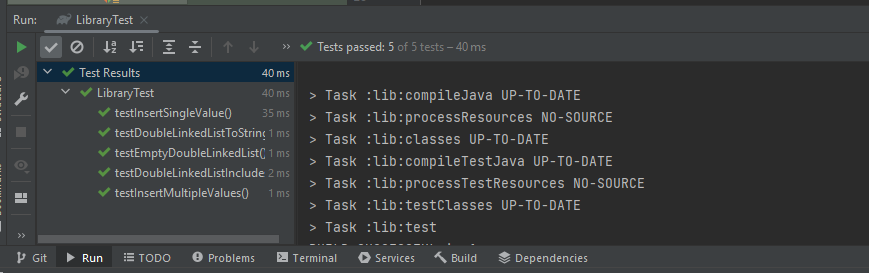 Run: LibraryTest
Tests passed: 5 of 5 tests – 40 ms
Test Results 40 ms
LibraryTest 40 ms
testInsertSingleValue() 35 ms
testDoubleLinkedListToString 1 ms
testEmptyDoubleLinkedList() 1 ms
testDoubleLinkedListInclude 2 ms
testInsertMultipleValues() 1 ms
> Task :lib:compileJava UP-TO-DATE
> Task :lib:processResources NO-SOURCE
> Task :lib:classes UP-TO-DATE
> Task :lib:compileTestJava UP-TO-DATE
> Task :lib:processTestResources NO-SOURCE
> Task :lib:testClasses UP-TO-DATE
> Task :lib:test
Git Run TODO Problems Terminal Services Build Dependencies